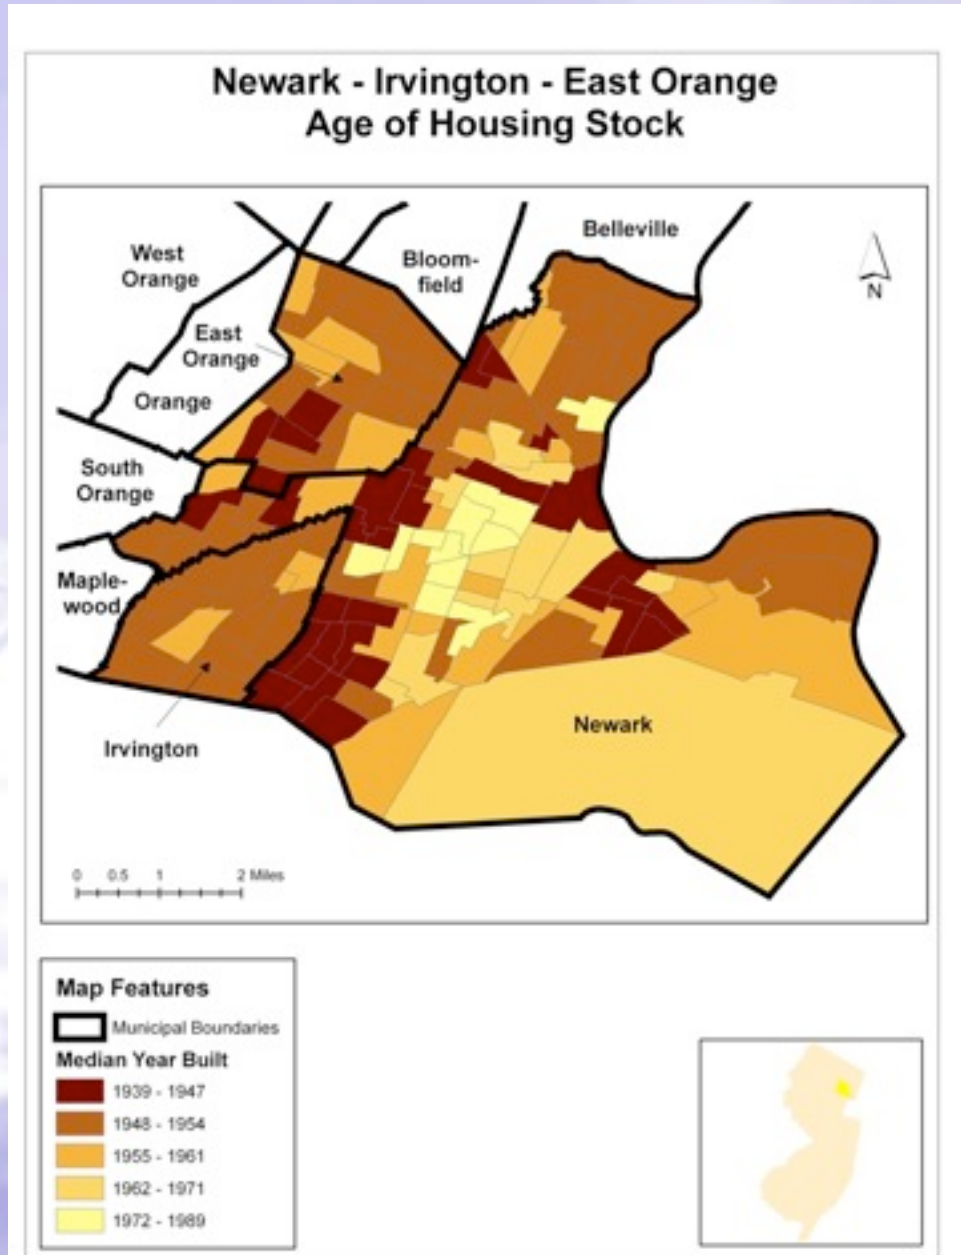 Newark - Irvington - East Orange
Age of Housing Stock
Belleville
West
Orange
Bloom-
field
N
East
Orange
Orange
South
Orange
Maple-
wood
Newark
Irvington
0 0.5 1 2 Miles
Map Features
Municipal Boundaries
Median Year Built
1939 - 1947
1948 - 1954
1955 - 1961
1962 - 1971
1972 - 1989